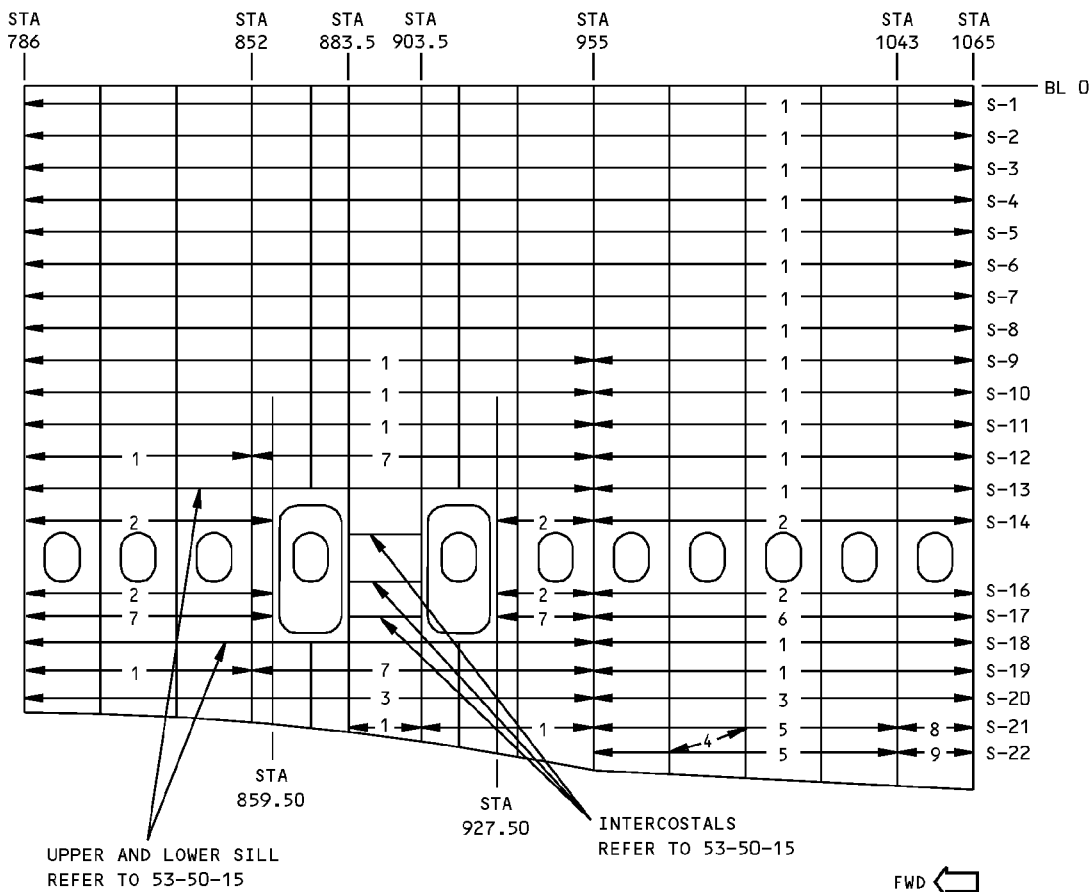 STA 786
STA 852
STA 883.5
STA 903.5
STA 955
STA 1043
STA 1065
BL 0
1 S-1
1 S-2
1 S-3
1 S-4
1 S-5
1 S-6
1 S-7
1 S-8
1 1 S-9
1 1 S-10
1 1 S-11
1 7 1 S-12
1 S-13
2 2 2 S-14
2 2 2 S-16
7 7 6 S-17
1 S-18
1 7 1 S-19
3 3 S-20
1 1 5 8 S-21
4
5 9 S-22
STA
859.50
STA
927.50
INTERCOSTALS
REFER TO 53-50-15
UPPER AND LOWER SILL
REFER TO 53-50-15
FWD